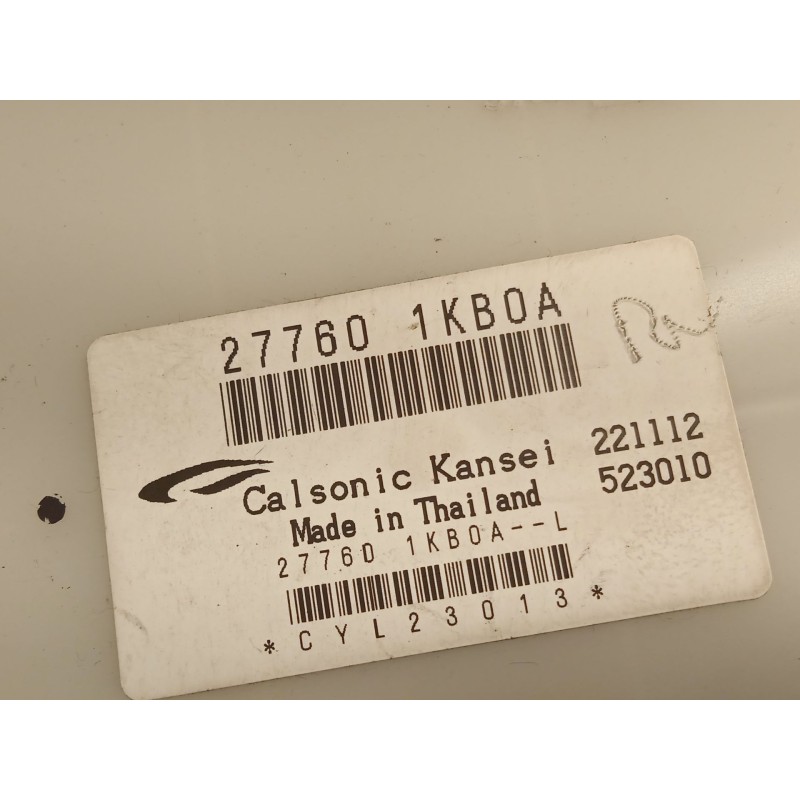 27760 1KB0A
Calsonic Kansei 221112
Made in Thailand 523010
27760 1KB0A--L
*CYL23013*